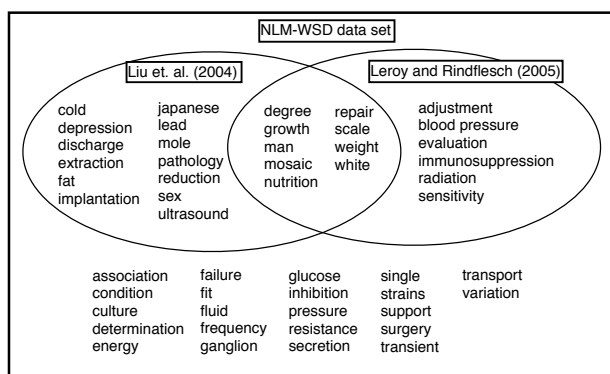 NLM-WSD data set
Liu et. al. (2004)
Leroy and Rindflesch (2005)
cold
depression
discharge
extraction
fat
implantation
japanese
lead
mole
pathology
reduction
sex
ultrasound
degree
growth
man
mosaic
nutrition
repair
scale
weight
white
adjustment
blood pressure
evaluation
immunosuppression
radiation
sensitivity
association
condition
culture
determination
energy
failure
fit
fluid
frequency
ganglion
glucose
inhibition
pressure
resistance
secretion
single
strains
support
surgery
transient
transport
variation